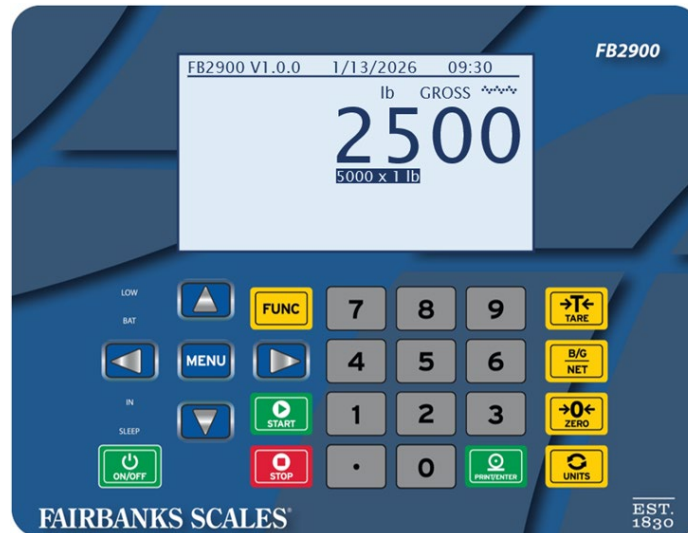 FB2900
FB2900 V1.0.0 1/13/2026 09:30
lb GROSS
2500
5000 x 1 lb
LOW
BAT
FUNC
7 8 9
→T←
TARE
MENU
4 5 6
B/G
NET
IN
SLEEP
START
1 2 3
→0←
ZERO
ON/OFF
STOP
. 0
PRINT/ENTER
UNITS
FAIRBANKS SCALES®
EST.
1830